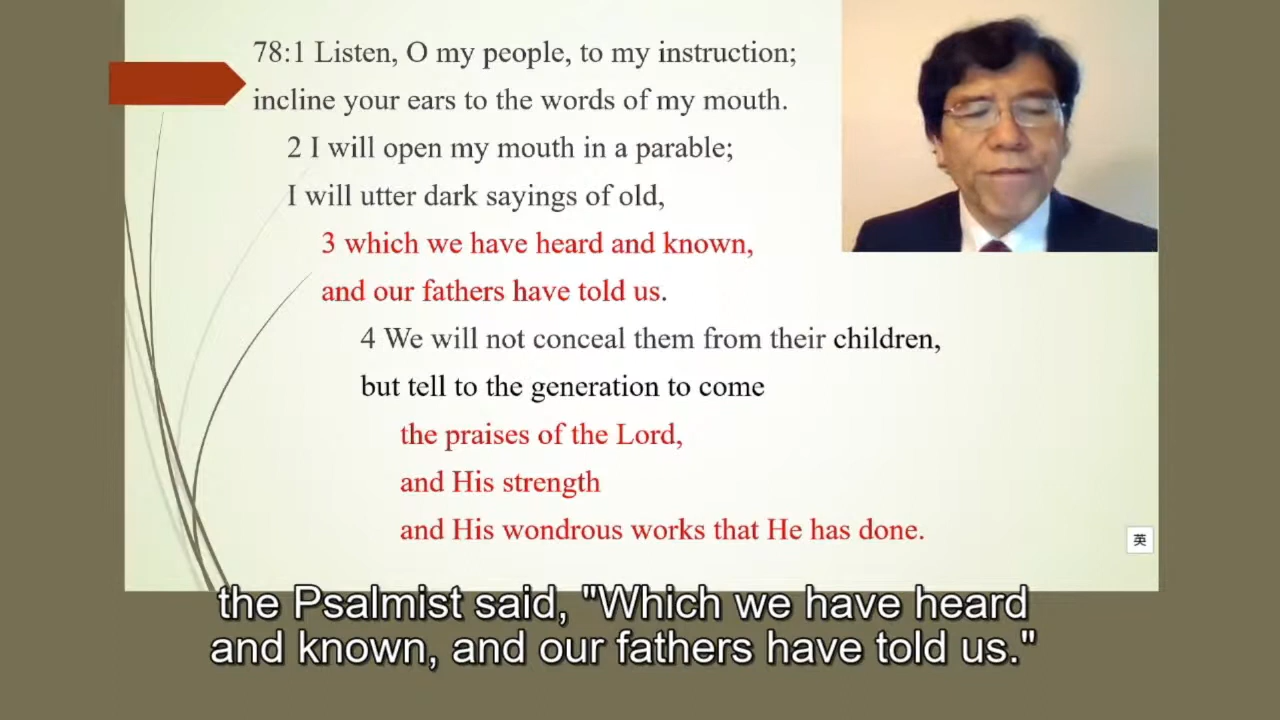 78:1 Listen, O my people, to my instruction;
incline your ears to the words of my mouth.
2 I will open my mouth in a parable;
I will utter dark sayings of old,
3 which we have heard and known,
and our fathers have told us.
4 We will not conceal them from their children,
but tell to the generation to come
the praises of the Lord,
and His strength
and His wondrous works that He has done.
英
the Psalmist said, "Which we have heard
and known, and our fathers have told us."